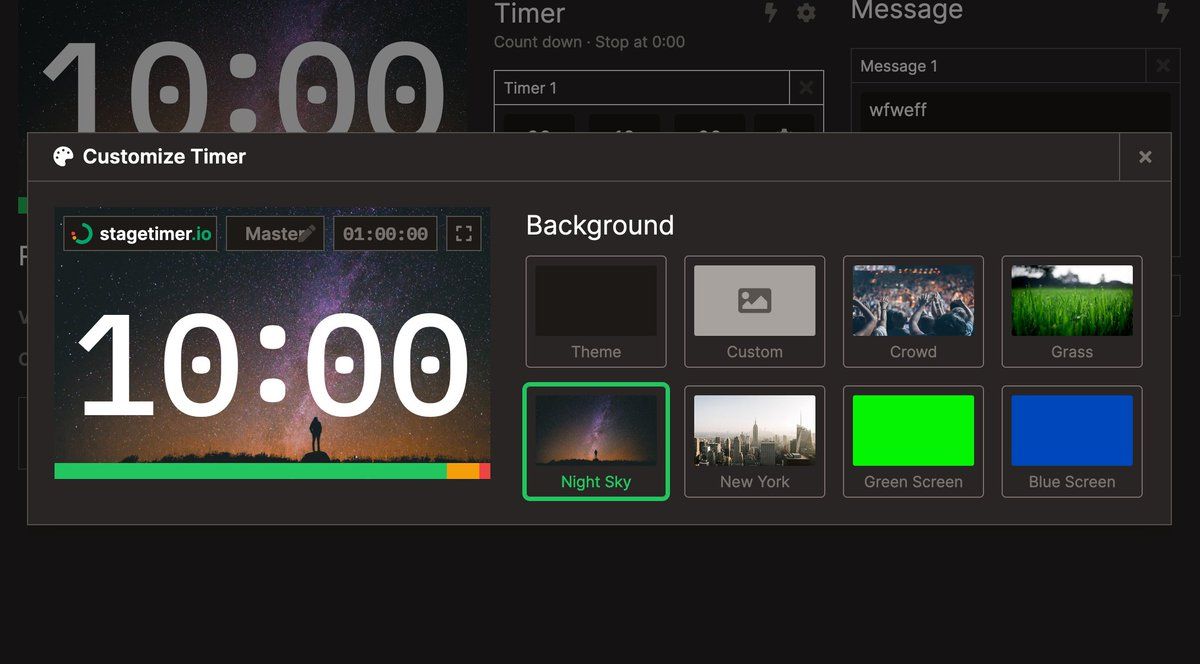 10:00
Timer
Count down · Stop at 0:00
Timer 1
Message
Message 1
wfweff
Customize Timer
stagetimer.io
Master
01:00:00
10:00
Background
Theme
Custom
Crowd
Grass
Night Sky
New York
Green Screen
Blue Screen